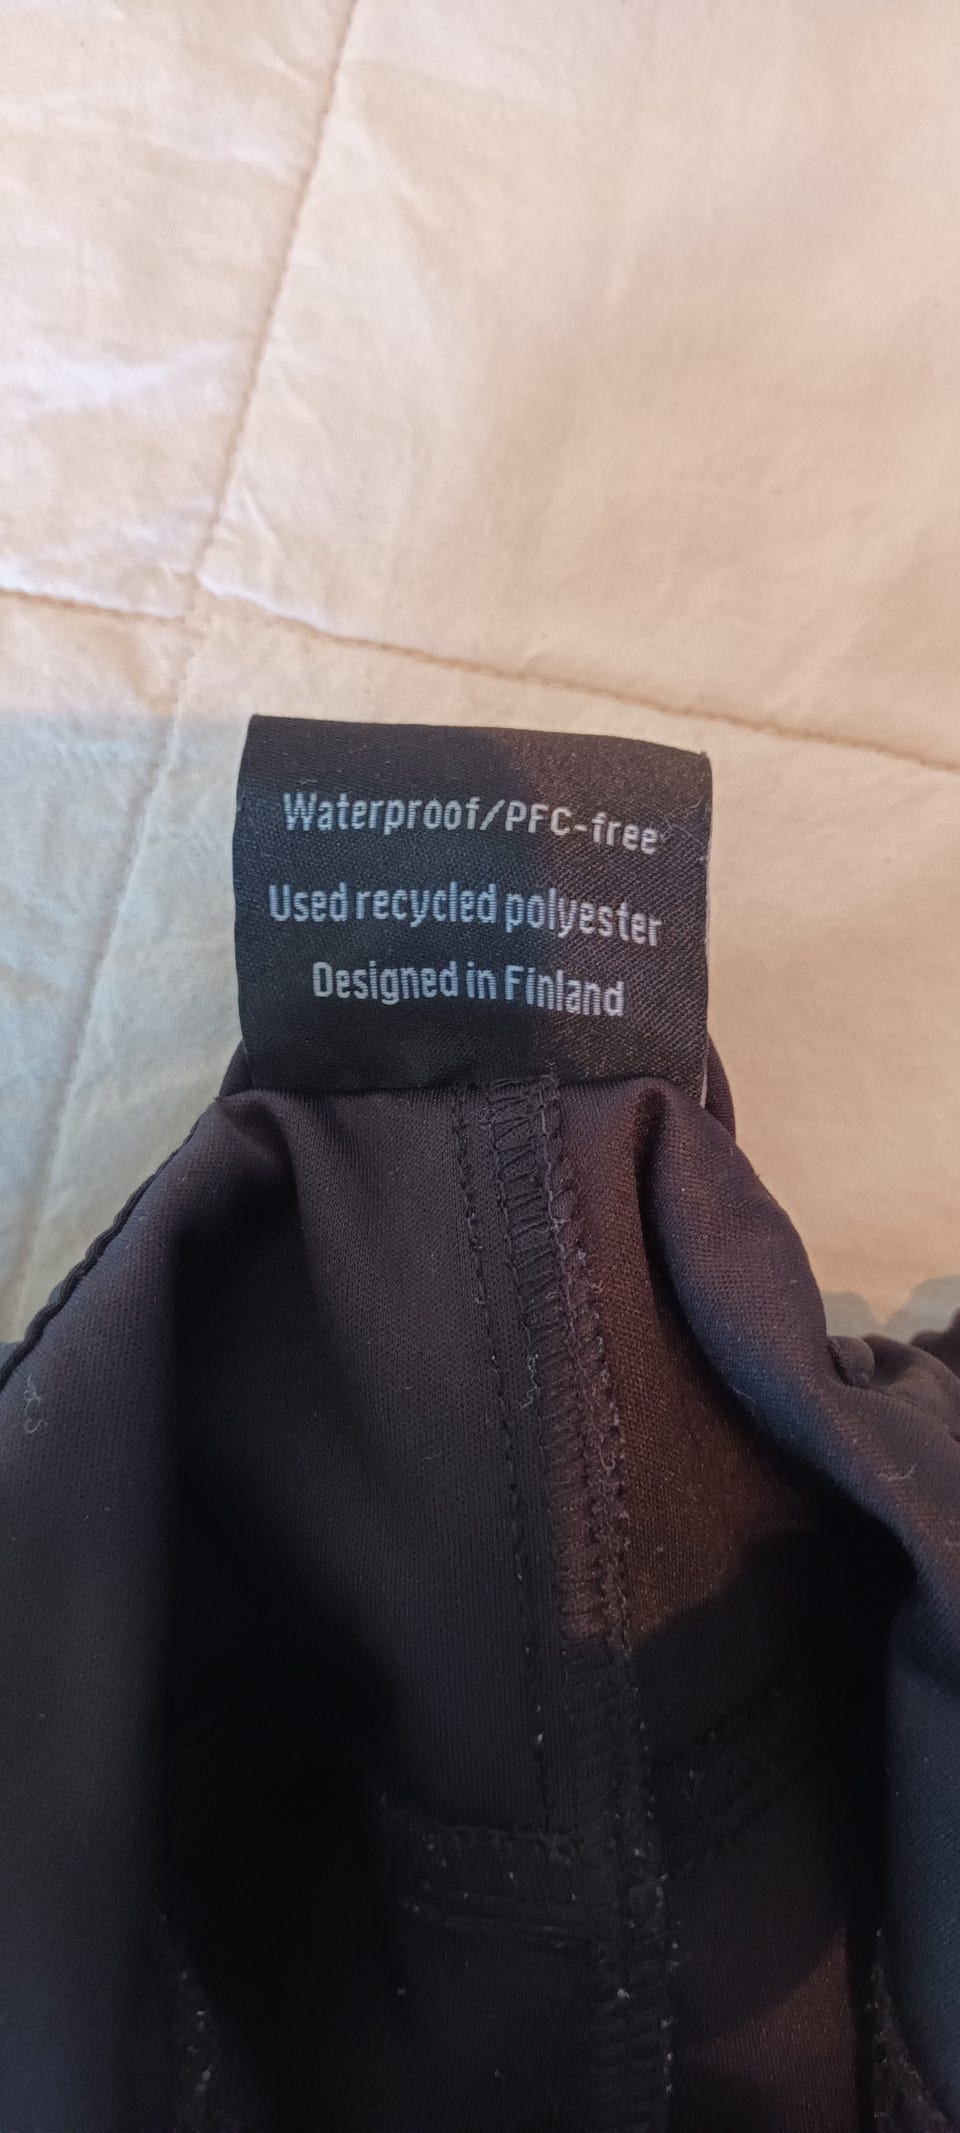 Waterproof/PFC-free
Used recycled polyester
Designed in Finland